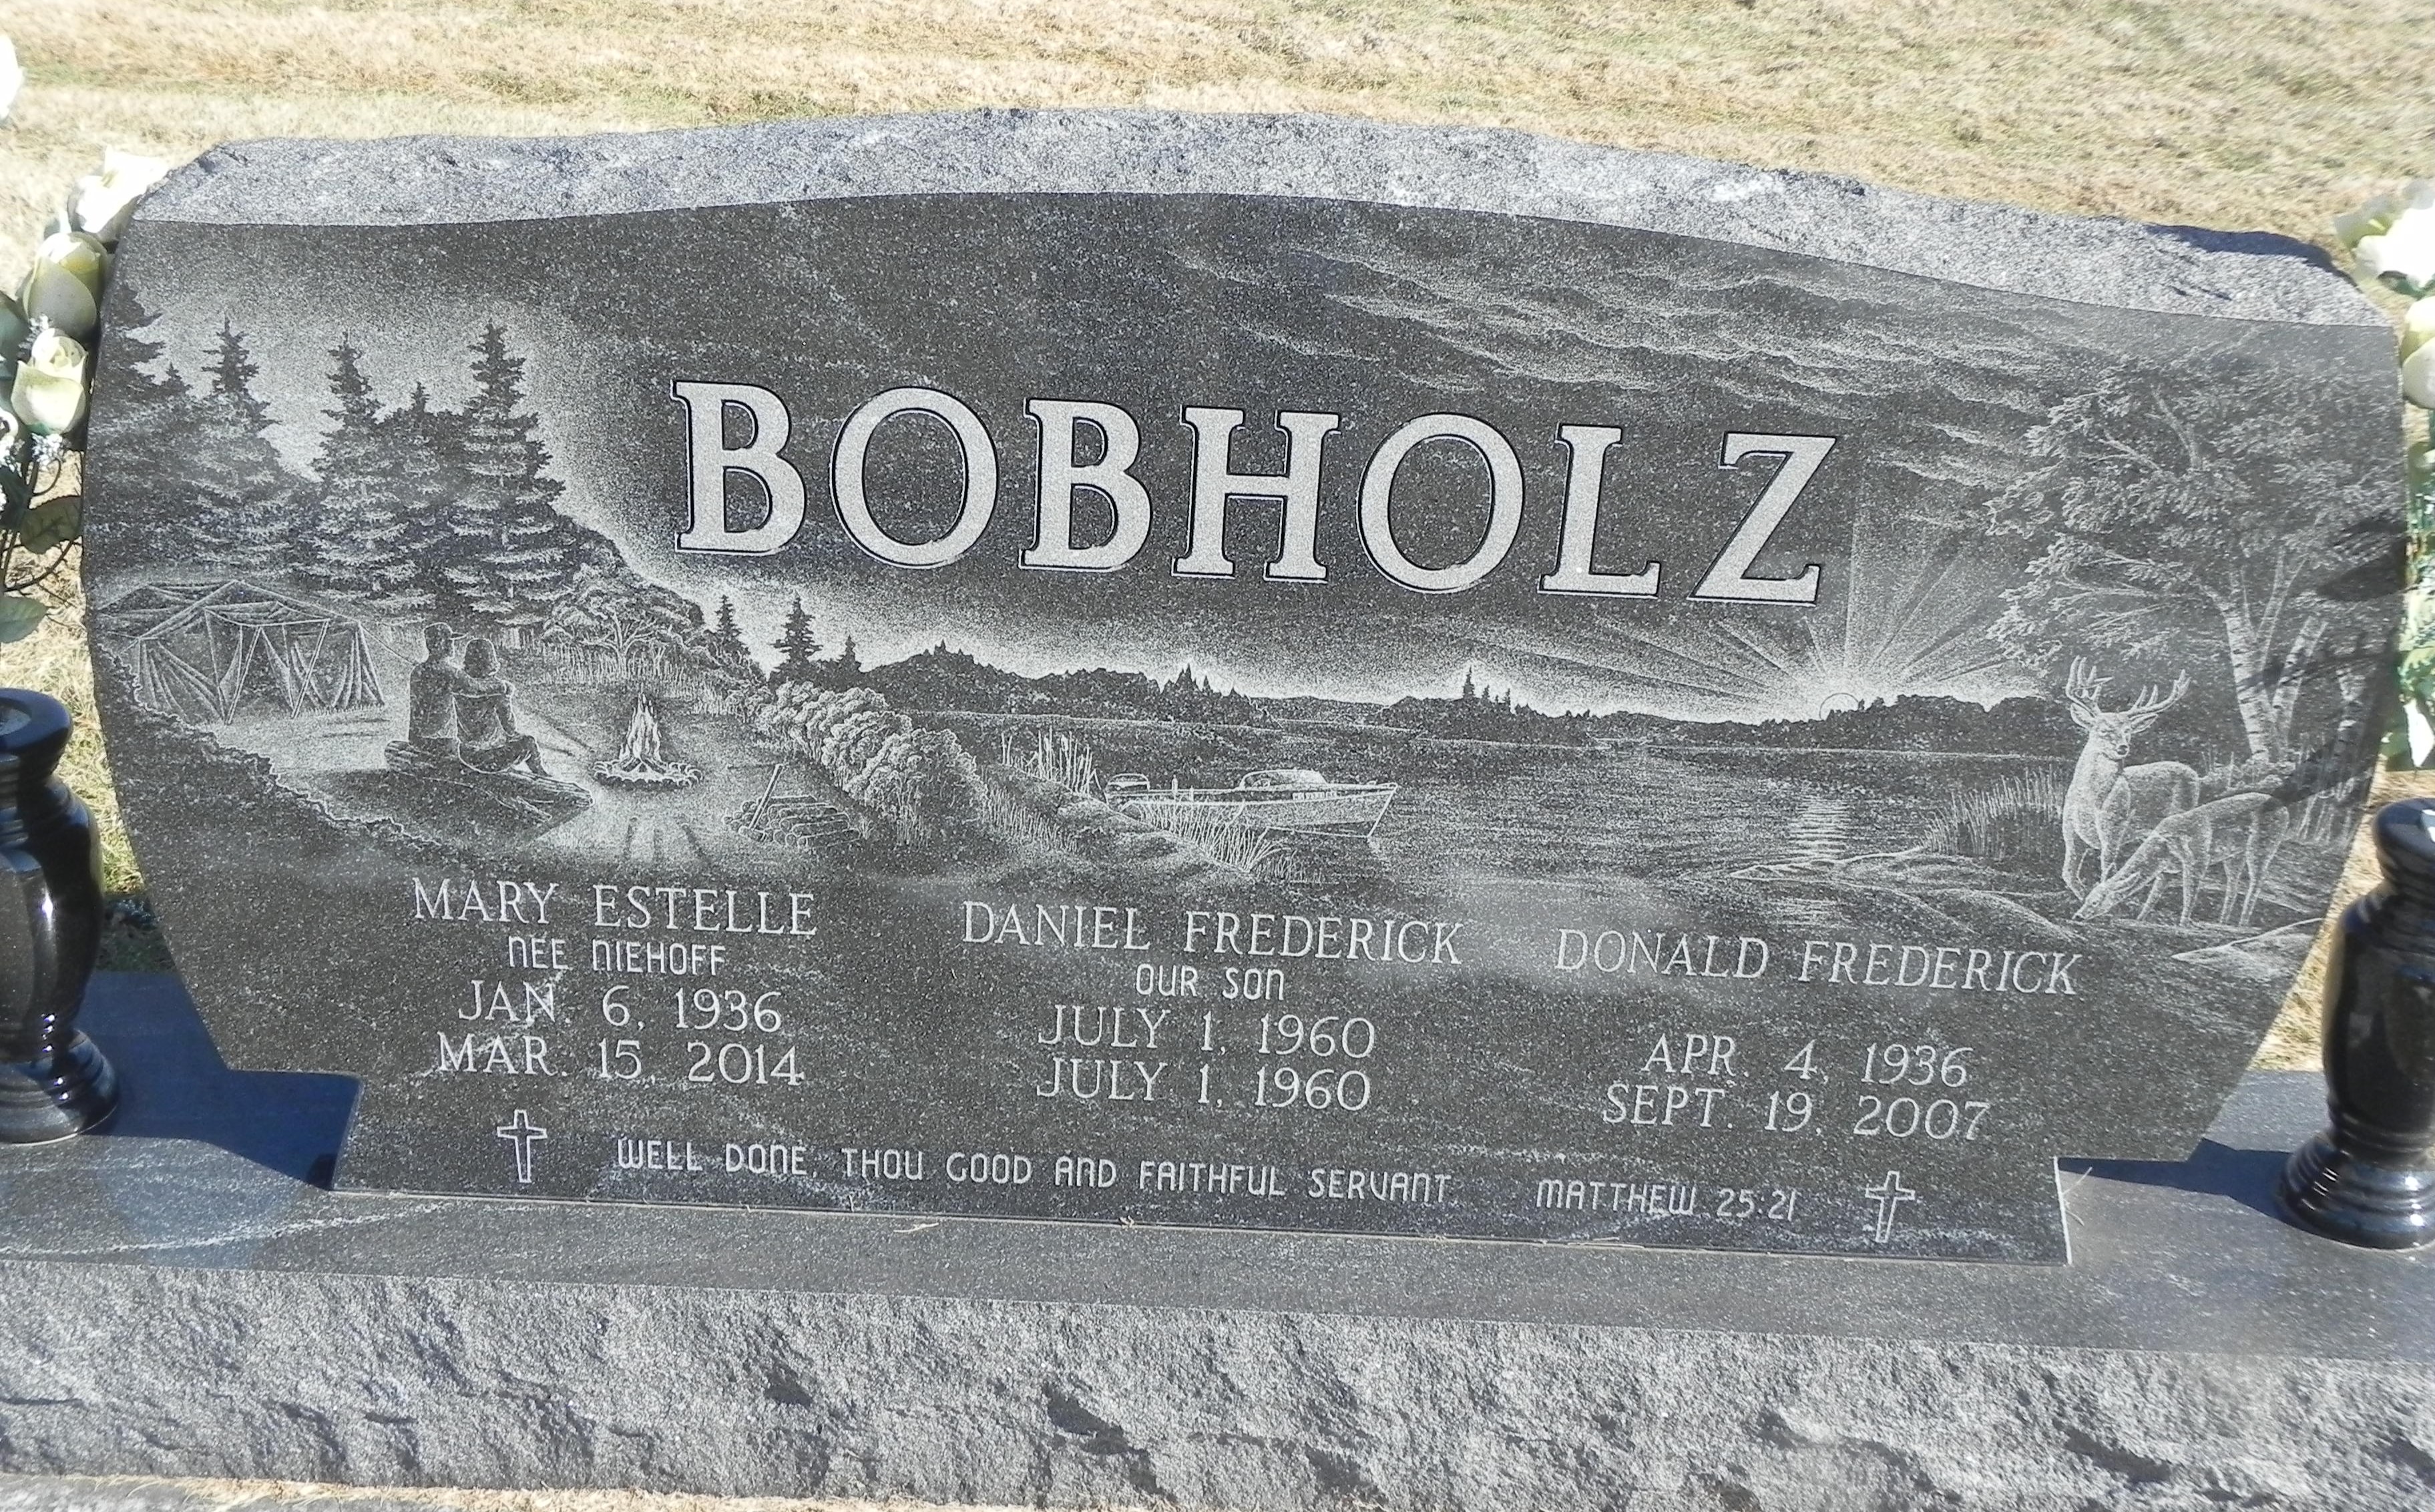 BOBHOLZ
MARY ESTELLE
NEE NIEHOFF
JAN. 6, 1936
MAR. 15, 2014
DANIEL FREDERICK
OUR SON
JULY 1, 1960
JULY 1, 1960
DONALD FREDERICK
APR. 4, 1936
SEPT. 19, 2007
WELL DONE, THOU GOOD AND FAITHFUL SERVANT MATTHEW 25:21